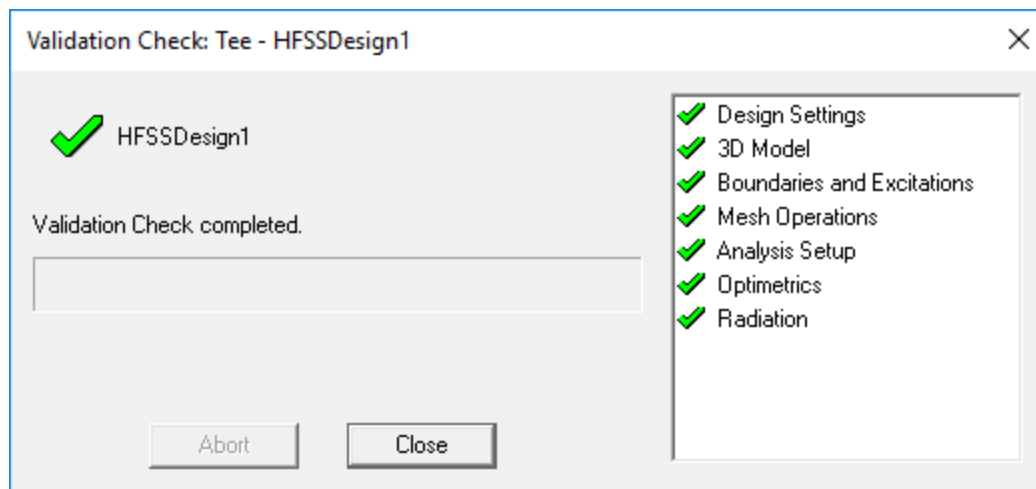 Validation Check: Tee - HFSSDesign1
HFSSDesign1
Validation Check completed.
Abort
Close
Design Settings
3D Model
Boundaries and Excitations
Mesh Operations
Analysis Setup
Optimetrics
Radiation